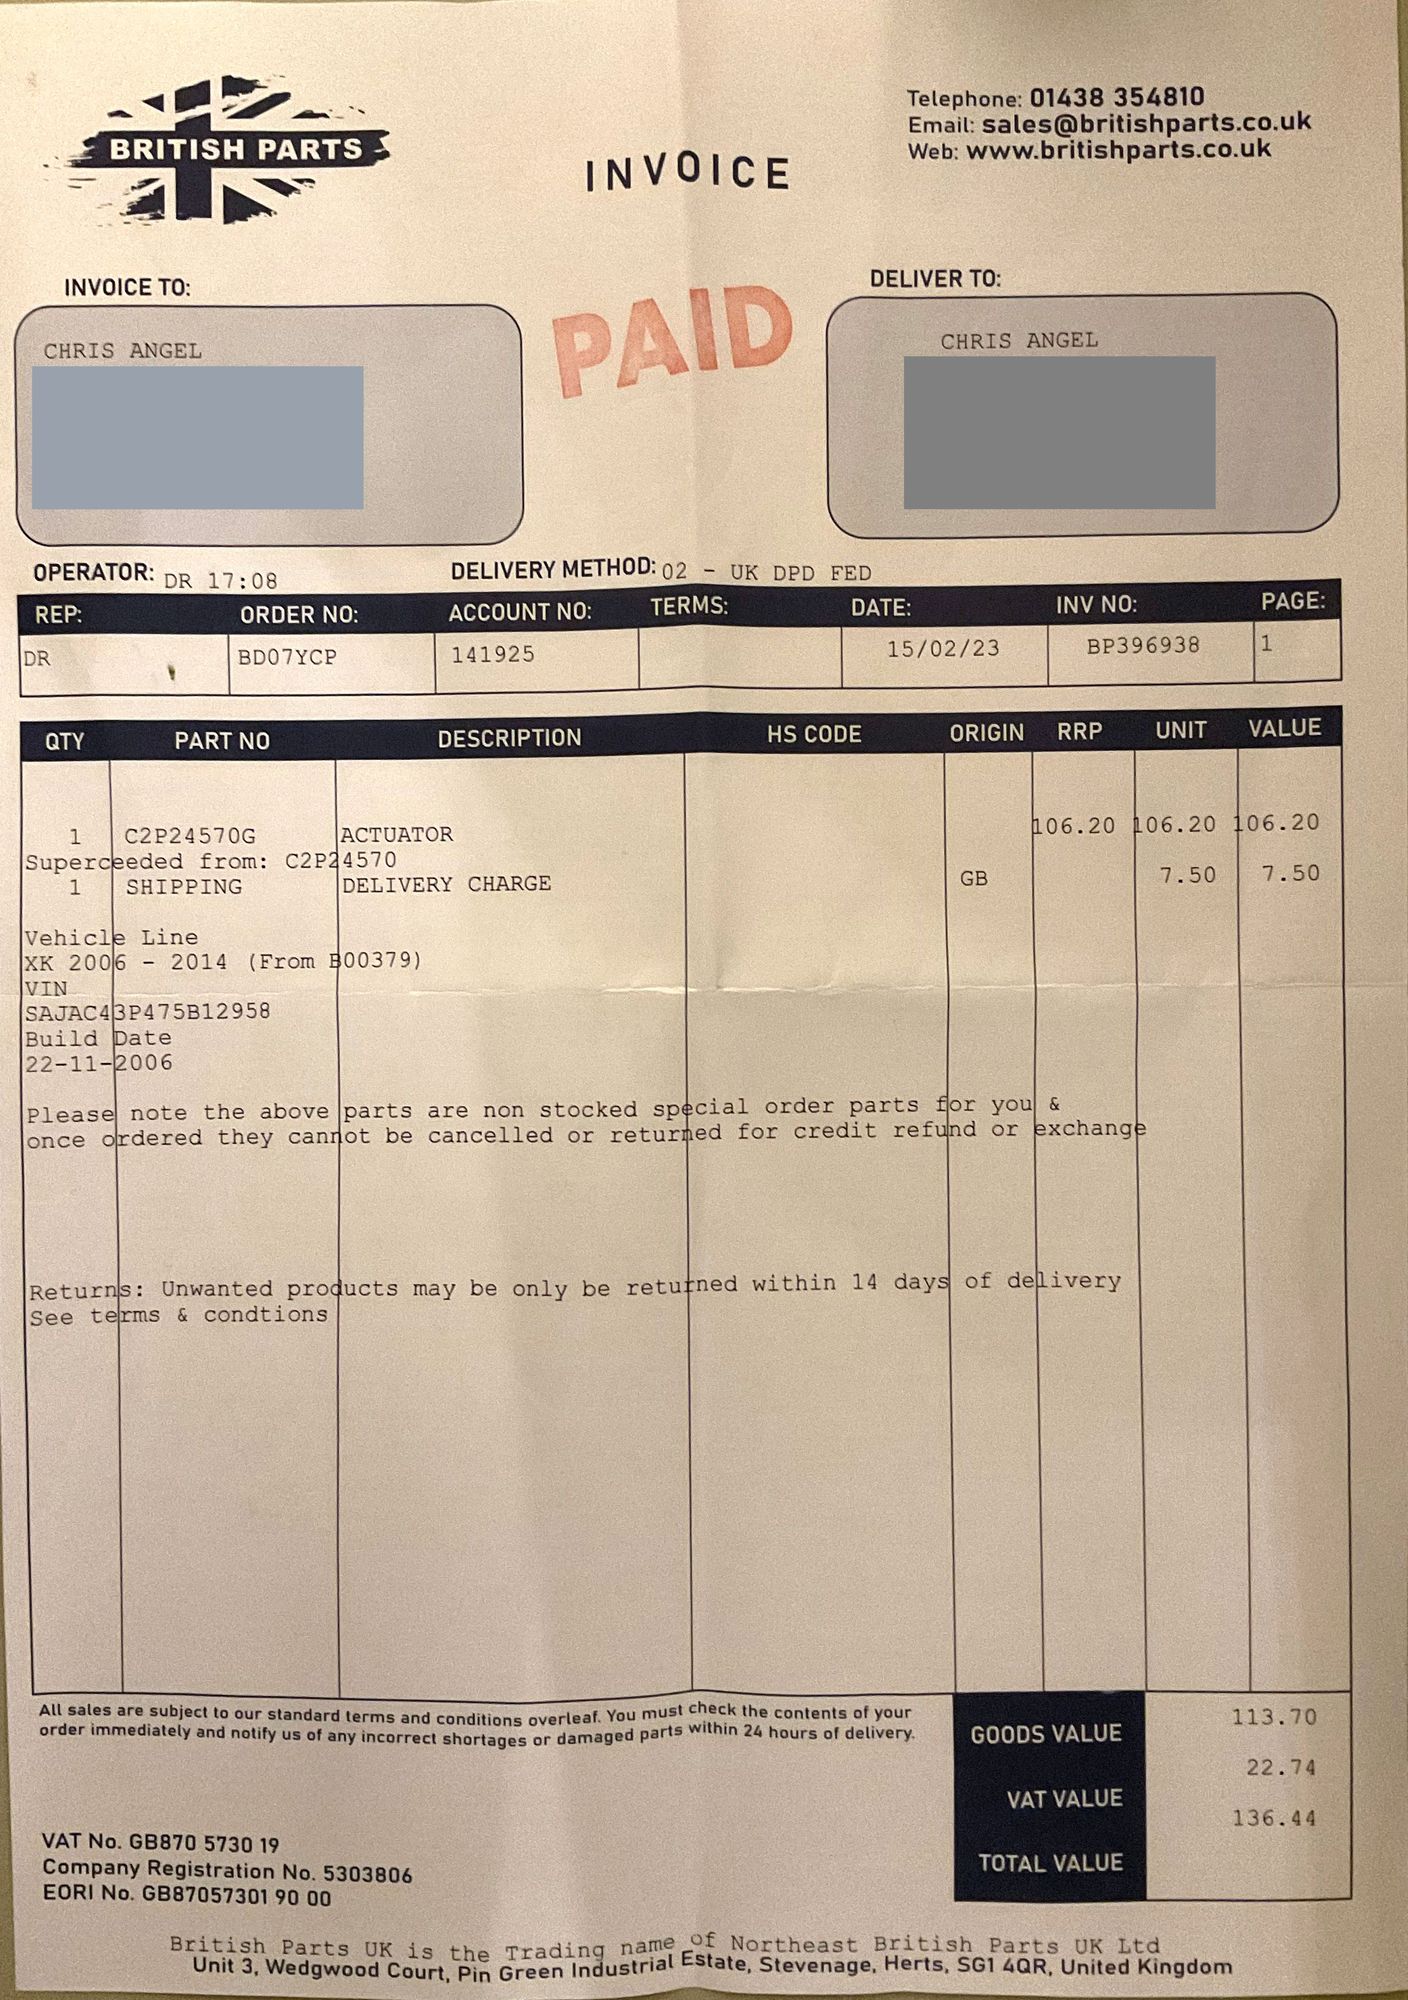 BRITISH PARTS
INVOICE
Telephone: 01438 354810
Email: sales@britishparts.co.uk
Web: www.britishparts.co.uk
INVOICE TO:
DELIVER TO:
PAID
CHRIS ANGEL
CHRIS ANGEL
OPERATOR: DR 17:08
DELIVERY METHOD: 02 - UK DPD FED
REP: ORDER NO: ACCOUNT NO: TERMS: DATE: INV NO: PAGE:
DR BD07YCP 141925 15/02/23 BP396938 1
QTY PART NO DESCRIPTION HS CODE ORIGIN RRP UNIT VALUE
1 C2P24570G ACTUATOR 106.20 106.20 106.20
Superceeded from: C2P24570
1 SHIPPING DELIVERY CHARGE GB 7.50 7.50
Vehicle Line
XK 2006 - 2014 (From B00379)
VIN
SAJAC43P475B12958
Build Date
22-11-2006
Please note the above parts are non stocked special order parts for you &
once ordered they cannot be cancelled or returned for credit refund or exchange
Returns: Unwanted products may be only be returned within 14 days of delivery
See terms & condtions
All sales are subject to our standard terms and conditions overleaf. You must check the contents of your
order immediately and notify us of any incorrect shortages or damaged parts within 24 hours of delivery.
GOODS VALUE 113.70
VAT VALUE 22.74
TOTAL VALUE 136.44
VAT No. GB870 5730 19
Company Registration No. 5303806
EORI No. GB87057301 90 00
British Parts UK is the Trading name of Northeast British Parts UK Ltd
Unit 3, Wedgwood Court, Pin Green Industrial Estate, Stevenage, Herts, SG1 4QR, United Kingdom